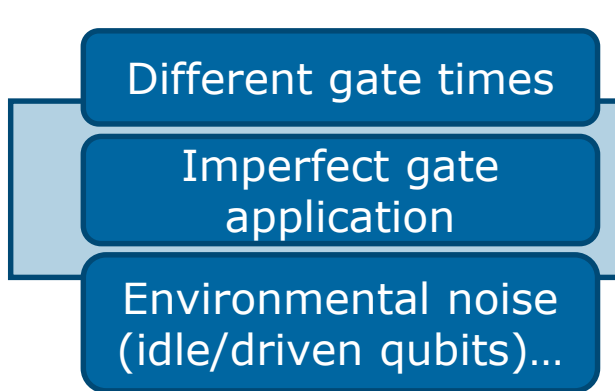 Different gate times
Imperfect gate
application
Environmental noise
(idle/driven qubits)…